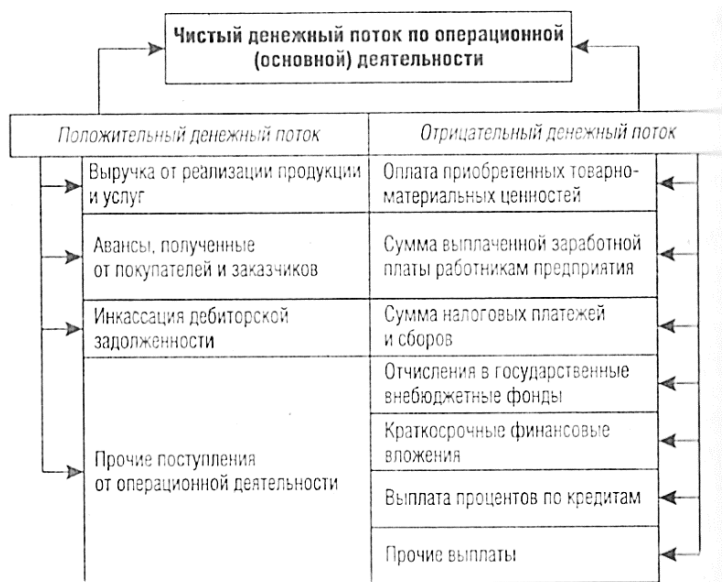 Чистый денежный поток по операционной
(основной) деятельности
Положительный денежный поток
Отрицательный денежный поток
Выручка от реализации продукции
и услуг
Оплата приобретенных товарно-
материальных ценностей
Авансы, полученные
от покупателей и заказчиков
Сумма выплаченной заработной
платы работникам предприятия
Инкассация дебиторской
задолженности
Сумма налоговых платежей
и сборов
Прочие поступления
от операционной деятельности
Отчисления в государственные
внебюджетные фонды
Краткосрочные финансовые
вложения
Выплата процентов по кредитам
Прочие выплаты